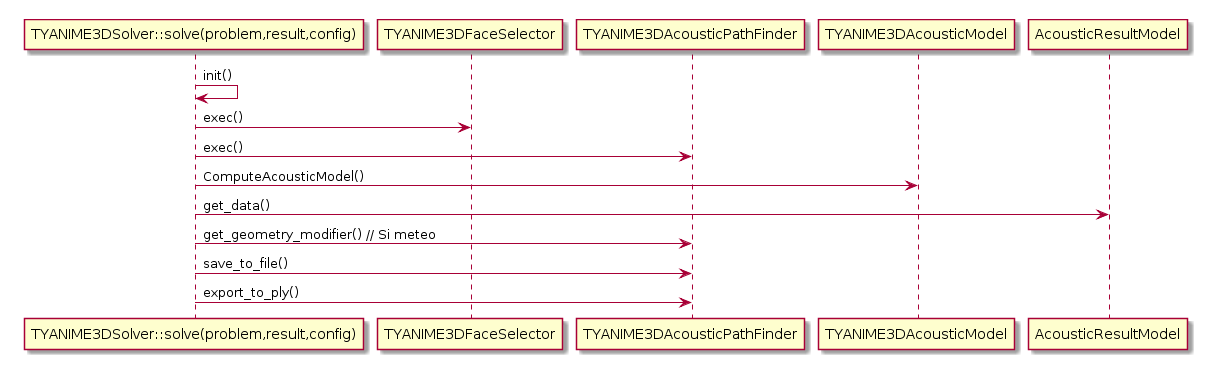 TYANIME3DSolver::solve(problem,result,config)
TYANIME3DFaceSelector
TYANIME3DAcousticPathFinder
TYANIME3DAcousticModel
AcousticResultModel
init()
exec()
exec()
ComputeAcousticModel()
get_data()
get_geometry_modifier() // Si meteo
save_to_file()
export_to_ply()
TYANIME3DSolver::solve(problem,result,config)
TYANIME3DFaceSelector
TYANIME3DAcousticPathFinder
TYANIME3DAcousticModel
AcousticResultModel